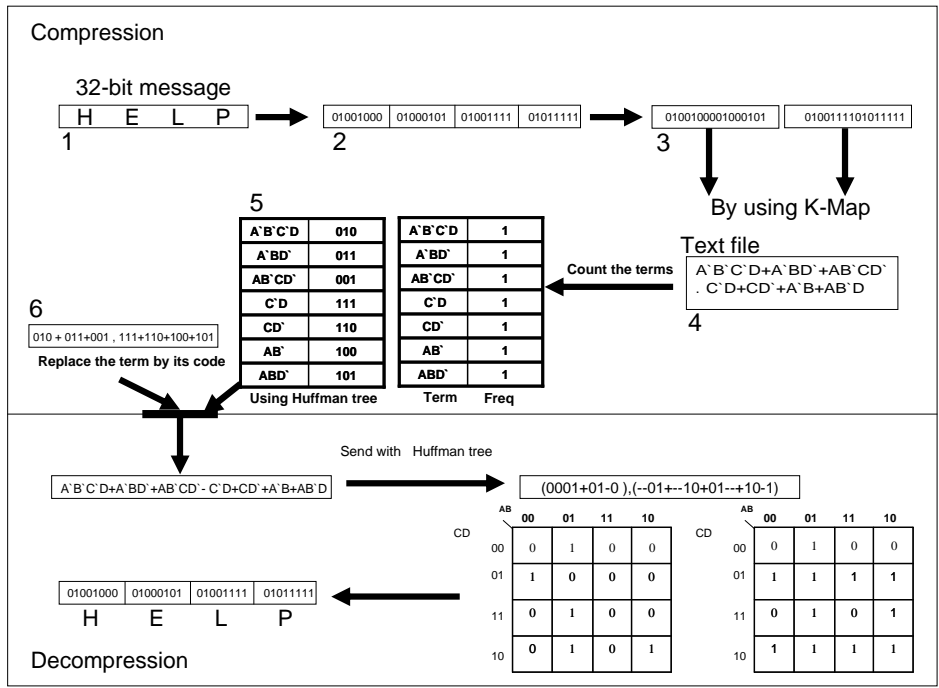 Compression
32-bit message
H E L P
1
01001000 01000101 01001111 01011111
2
0100100001000101 0100111101011111
3
By using K-Map
Text file
A`B`C`D+A`BD`+AB`CD`
. C`D+CD`+A`B+AB`D
4
Count the terms
5
A`B`C`D 010
A`BD` 011
AB`CD` 001
C`D 111
CD` 110
AB` 100
ABD` 101
Using Huffman tree
A`B`C`D 1
A`BD` 1
AB`CD` 1
C`D 1
CD` 1
AB` 1
ABD` 1
Term Freq
6
010 + 011+001 , 111+110+100+101
Replace the term by its code
A`B`C`D+A`BD`+AB`CD`- C`D+CD`+A`B+AB`D
Send with Huffman tree
(0001+01-0 ),(--01+--10+01--+10-1)
AB
00 01 11 10
CD
00 0 1 0 0
01 1 0 0 0
11 0 1 0 0
10 0 1 0 1
AB
00 01 11 10
CD
00 0 1 0 0
01 1 1 1 1
11 0 1 0 1
10 1 1 1 1
01001000 01000101 01001111 01011111
H E L P
Decompression